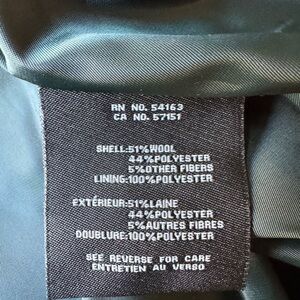 RN NO. 54163
CA NO. 57151
SHELL:51%WOOL
44%POLYESTER
5%OTHER FIBERS
LINING:100%POLYESTER
EXTÉRIEUR:51%LAINE
44%POLYESTER
5%AUTRES FIBRES
DOUBLURE:100%POLYESTER
SEE REVERSE FOR CARE
ENTRETIEN AU VERSO